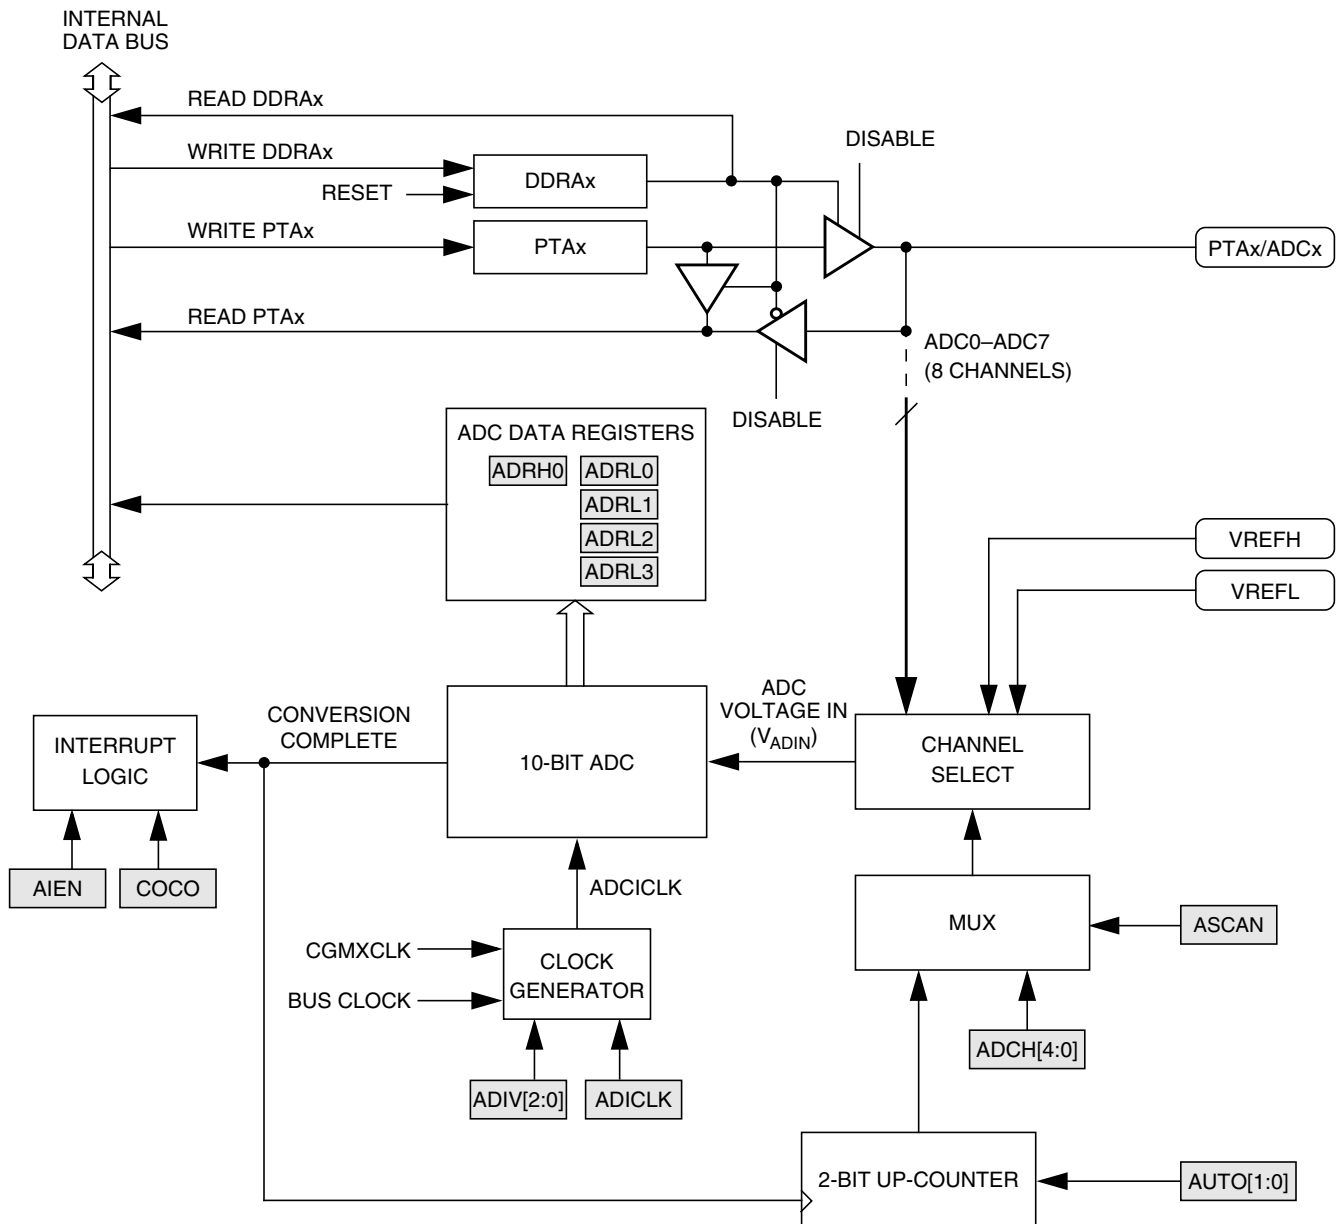 INTERNAL
DATA BUS
READ DDRAx
WRITE DDRAx
RESET
DDRAx
DISABLE
WRITE PTAx
PTAx
PTAx/ADCx
READ PTAx
ADC0–ADC7
(8 CHANNELS)
DISABLE
ADC DATA REGISTERS
ADRH0 ADRL0
ADRL1
ADRL2
ADRL3
VREFH
VREFL
INTERRUPT
LOGIC
CONVERSION
COMPLETE
10-BIT ADC
ADC
VOLTAGE IN
(VADIN)
CHANNEL
SELECT
AIEN
COCO
ADCICLK
MUX
ASCAN
CGMXCLK
BUS CLOCK
CLOCK
GENERATOR
ADCH[4:0]
ADIV[2:0]
ADICLK
2-BIT UP-COUNTER
AUTO[1:0]